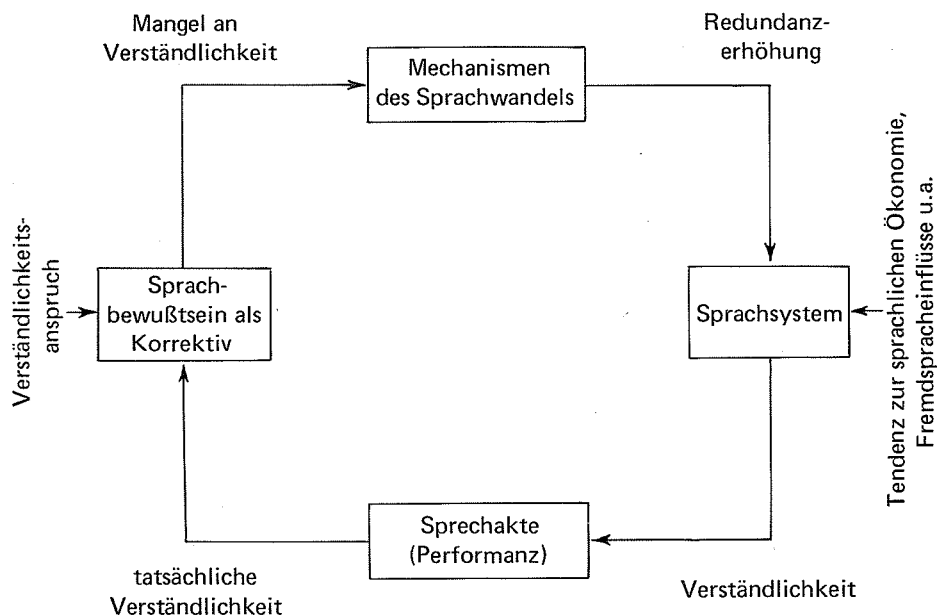 Mangel an
Verständlichkeit
Redundanz-
erhöhung
Mechanismen
des Sprachwandels
Verständlichkeits-
anspruch
Sprach-
bewußtsein als
Korrektiv
Sprachsystem
Tendenz zur sprachlichen Ökonomie,
Fremdspracheinflüsse u.a.
Sprechakte
(Performanz)
tatsächliche
Verständlichkeit
Verständlichkeit